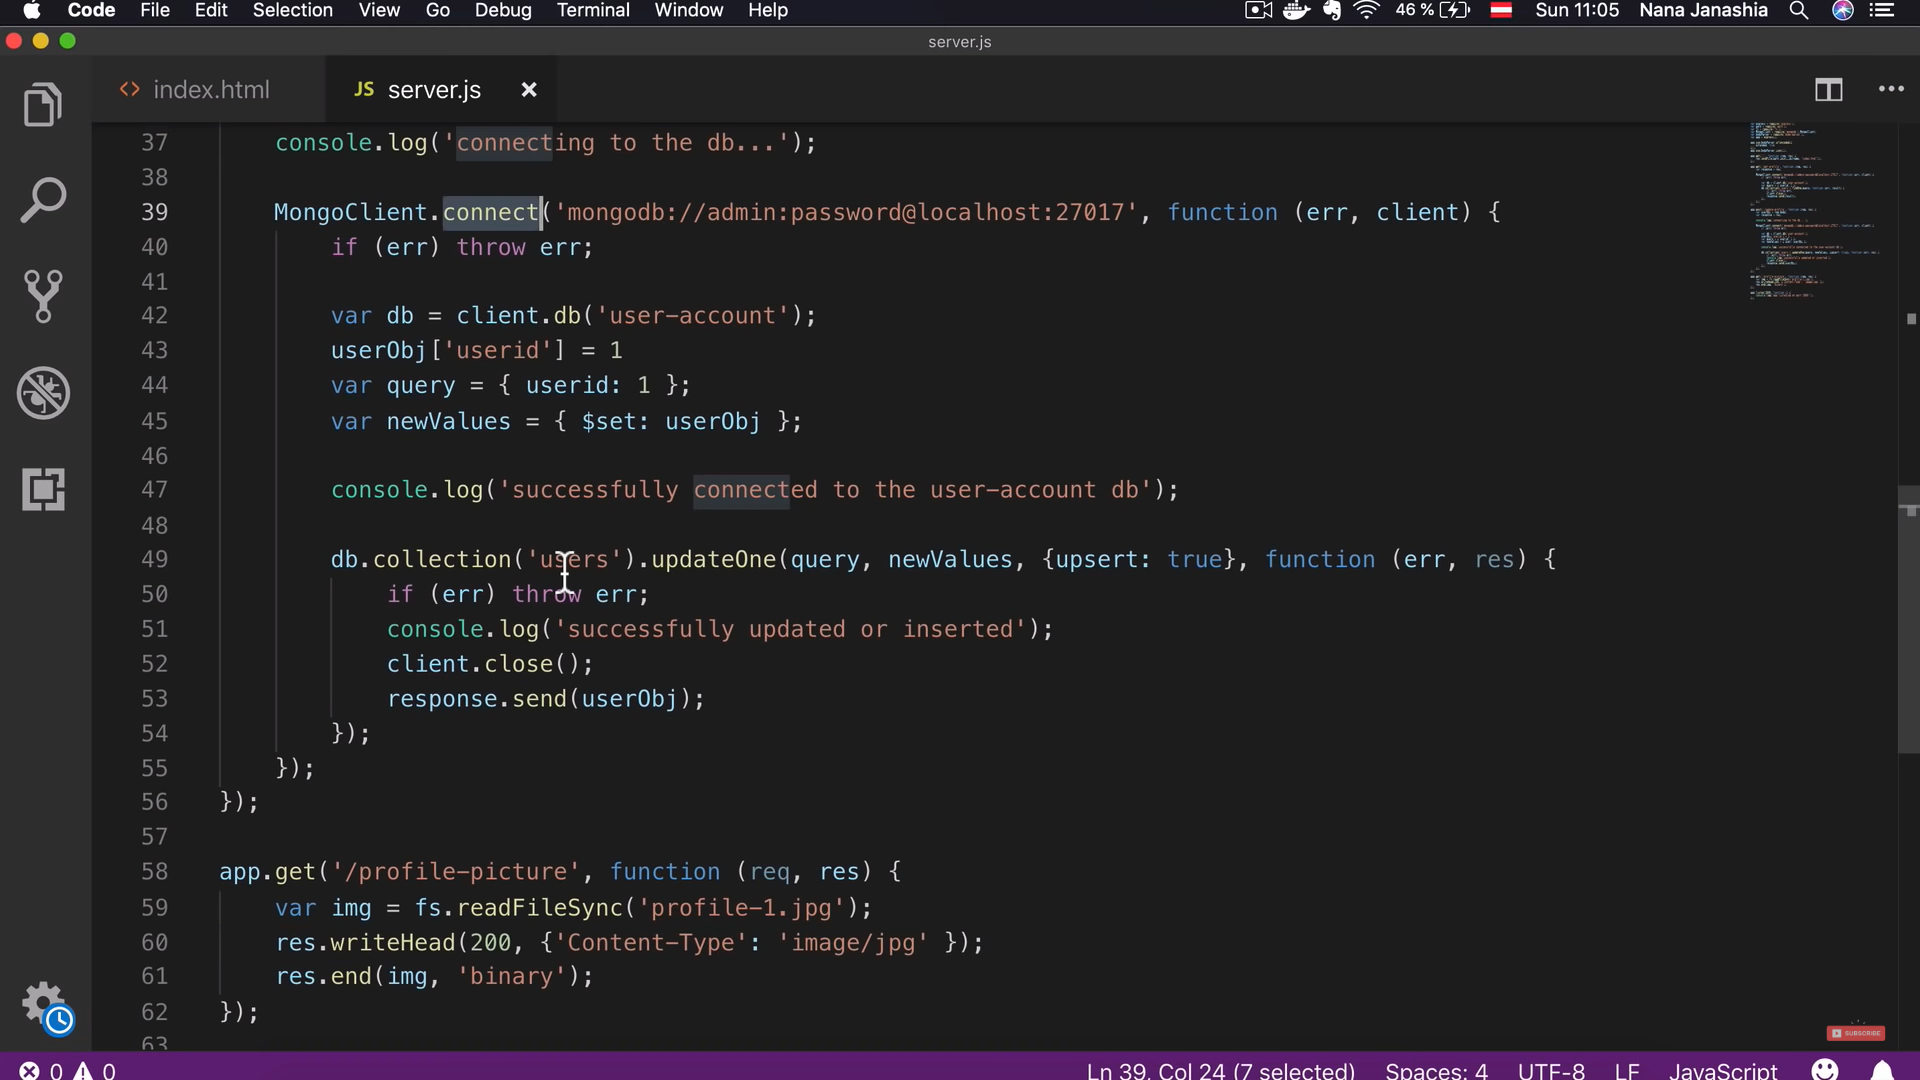 Code File Edit Selection View Go Debug Terminal Window Help 46 % Sun 11:05 Nana Janashia
server.js
<> index.html JS server.js ×
37 console.log('connecting to the db...');
38
39 MongoClient.connect('mongodb://admin:password@localhost:27017', function (err, client) {
40 if (err) throw err;
41
42 var db = client.db('user-account');
43 userObj['userid'] = 1
44 var query = { userid: 1 };
45 var newValues = { $set: userObj };
46
47 console.log('successfully connected to the user-account db');
48
49 db.collection('users').updateOne(query, newValues, {upsert: true}, function (err, res) {
50 if (err) throw err;
51 console.log('successfully updated or inserted');
52 client.close();
53 response.send(userObj);
54 });
55 });
56 });
57
58 app.get('/profile-picture', function (req, res) {
59 var img = fs.readFileSync('profile-1.jpg');
60 res.writeHead(200, {'Content-Type': 'image/jpg' });
61 res.end(img, 'binary');
62 });
63
SUBSCRIBE
0 0 Ln 39, Col 24 (7 selected) Spaces: 4 UTF-8 LF JavaScript